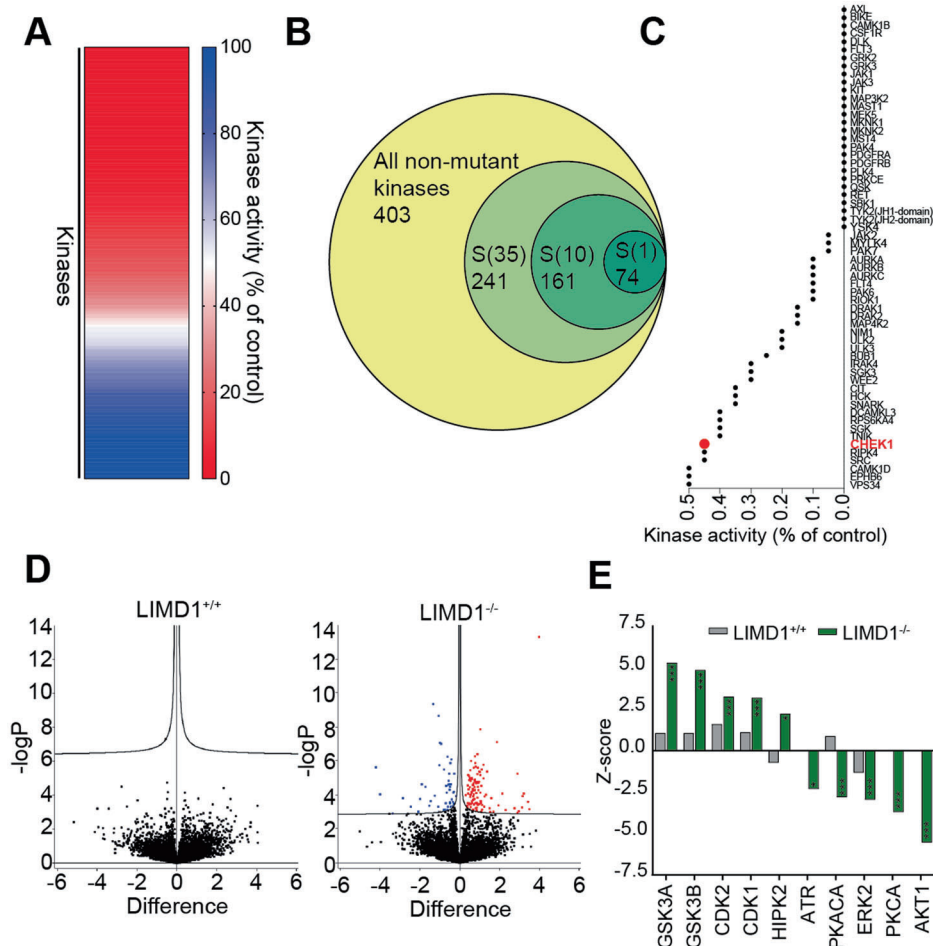 A
Kinases
100
80
60
40
20
0
Kinase activity (% of control)
B
All non-mutant
kinases
403
S(35)
241
S(10)
161
S(1)
74
C
AXL
BIKE
CAMK1B
CSF1R
DLK
FLT3
GRK2
GRK3
JAK1
JAK3
KIT
MAP3K2
MAST1
MEK5
MKNK1
MKNK2
MST4
PAK4
PDGFRA
PDGFRB
PLK4
PRKCE
QSK
RET
SBK1
TYK2(JH1-domain)
TYK2(JH2-domain)
YSK4
JAK2
MYLK4
PAK7
AURKA
AURKB
AURKC
FLT4
PAK6
RIOK1
DRAK1
DRAK2
MAP4K2
NIM1
ULK2
ULK3
BUB1
IRAK4
SGK3
WEE2
CIT
HCK
SNARK
DCAMKL3
RPS6KA4
SGK
TNIK
CHEK1
RIPK4
SRC
CAMK1D
EPHB6
VPS34
0.5 0.4 0.3 0.2 0.1 0.0
Kinase activity (% of control)
D
LIMD1+/+
14
12
10
8
6
4
2
0
-logP
-6 -4 -2 0 2 4 6
Difference
LIMD1-/-
14
12
10
8
6
4
2
0
-logP
-6 -4 -2 0 2 4 6
Difference
E
LIMD1+/+ LIMD1-/-
7.5
5.0
2.5
0.0
-2.5
-5.0
-7.5
Z-score
GSK3A
GSK3B
CDK2
CDK1
HIPK2
ATR
PKACA
ERK2
PKCA
AKT1